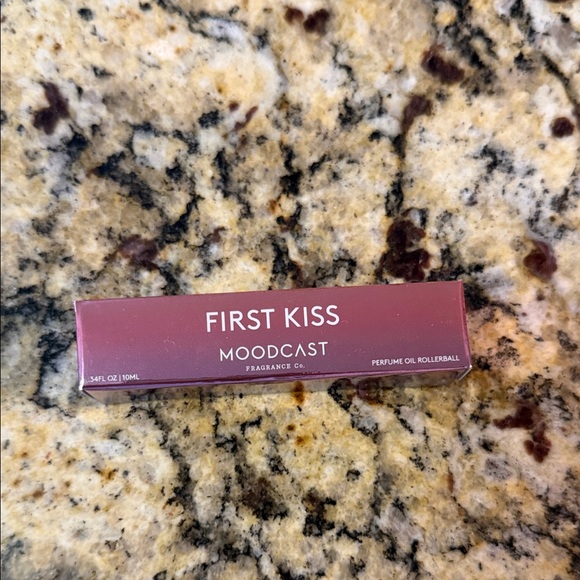 FIRST KISS
MOODCAST
FRAGRANCE Co.
.34FL OZ | 10ML
PERFUME OIL ROLLERBALL